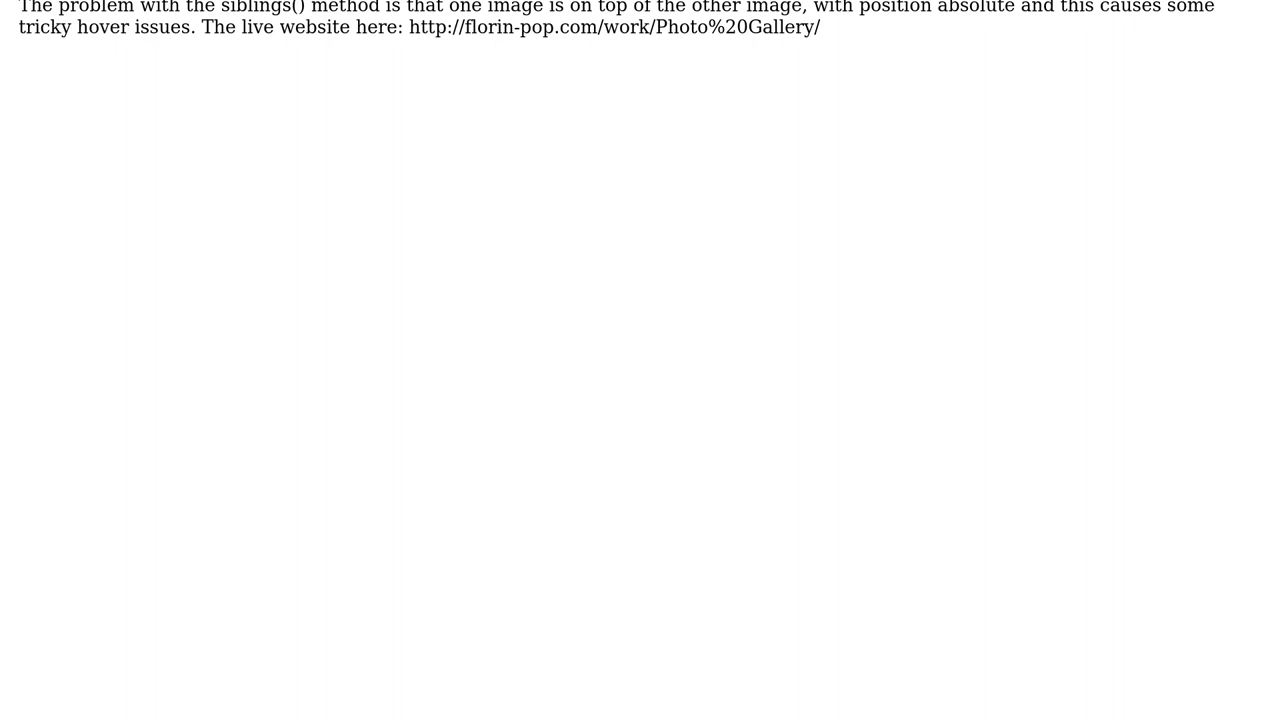 The problem with the siblings() method is that one image is on top of the other image, with position absolute and this causes some
tricky hover issues. The live website here: http://florin-pop.com/work/Photo%20Gallery/